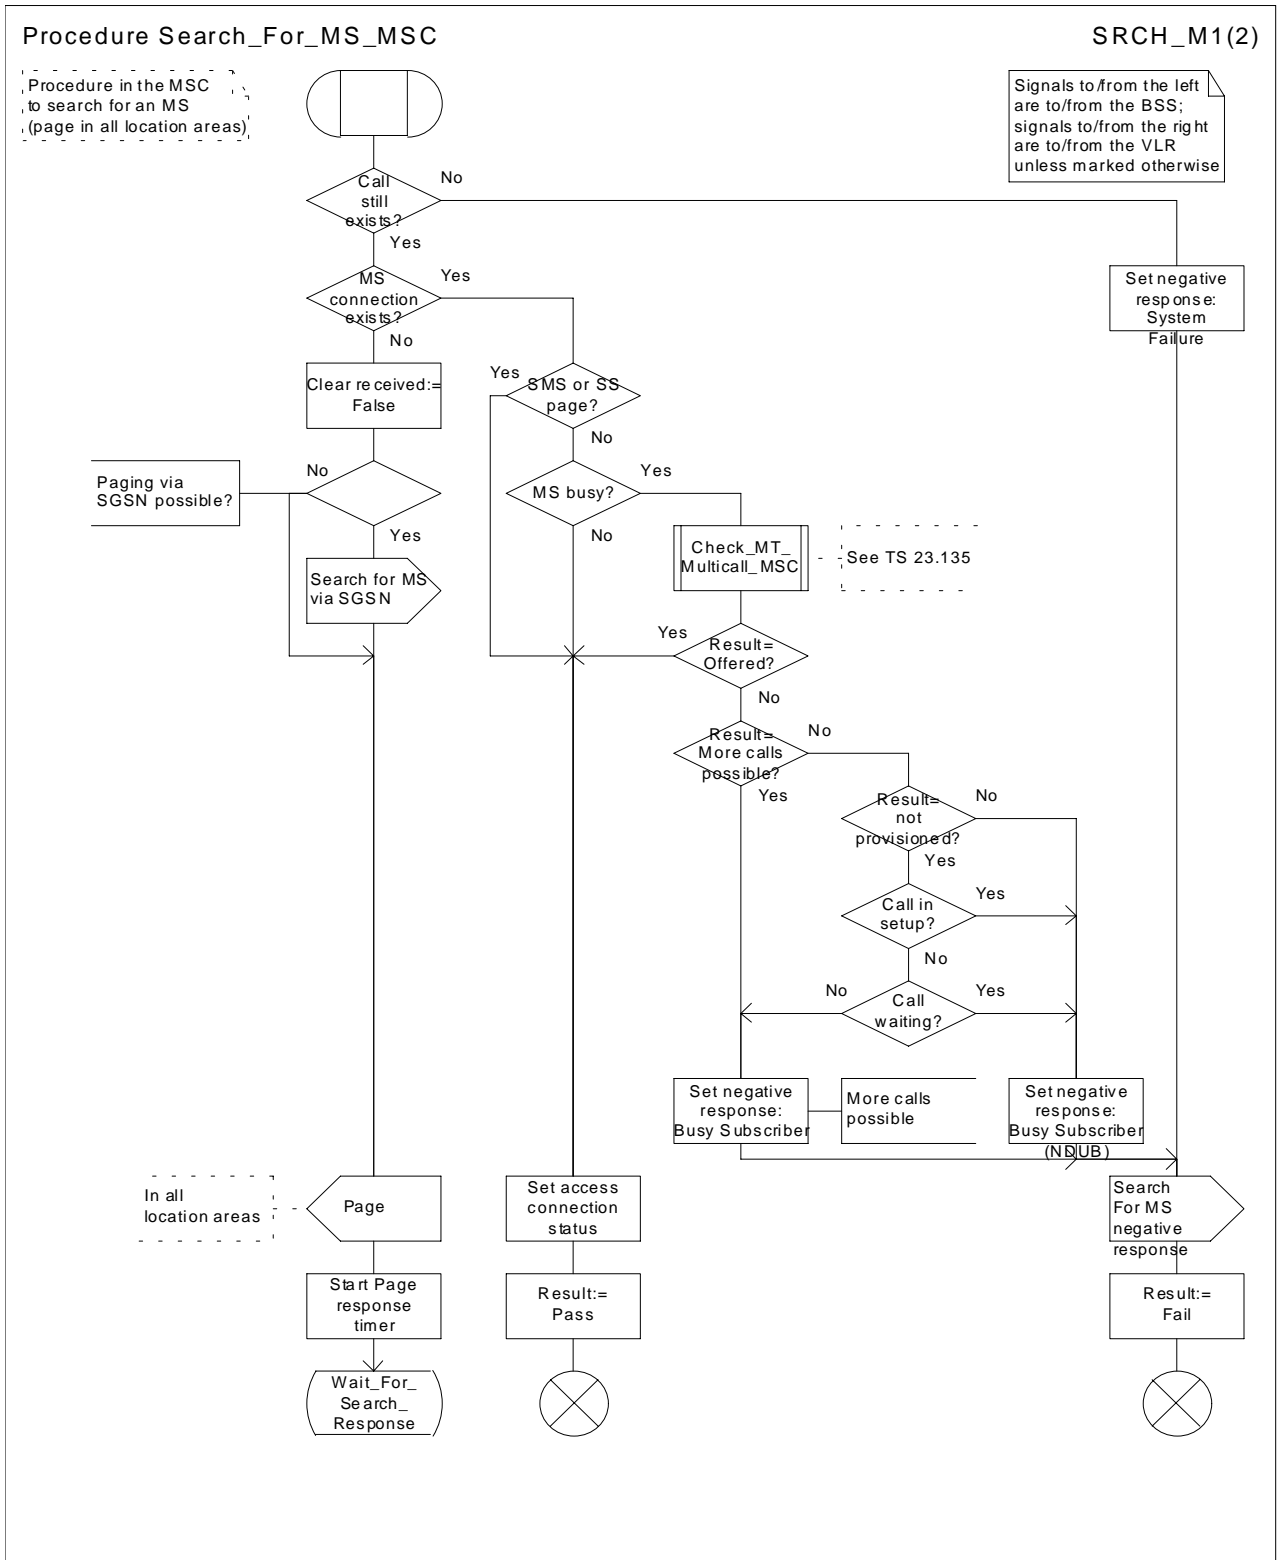 Procedure Search_For_MS_MSC
SRCH_M1(2)
Procedure in the MSC
to search for an MS
(page in all location areas)
Signals to/from the left
are to/from the BSS;
signals to/from the right
are to/from the VLR
unless marked otherwise
Call
still
exists?
No
Yes
MS
connection
exists?
Yes
No
Set negative
response:
System
Failure
Clear received:=
False
Yes
SMS or SS
page?
No
Paging via
SGSN possible?
No
Yes
MS busy?
Yes
No
Check_MT_
Multicall_MSC
See TS 23.135
Search for MS
via SGSN
Yes
Result=
Offered?
No
Result=
More calls
possible?
No
Yes
Result=
not
provisioned?
No
Yes
Call in
setup?
Yes
No
No
Call
waiting?
Yes
Set negative
response:
Busy Subscriber
More calls
possible
Set negative
response:
Busy Subscriber
(NDUB)
In all
location areas
Page
Set access
connection
status
Search
For MS
negative
response
Start Page
response
timer
Result:=
Pass
Result:=
Fail
Wait_For_
Search_
Response